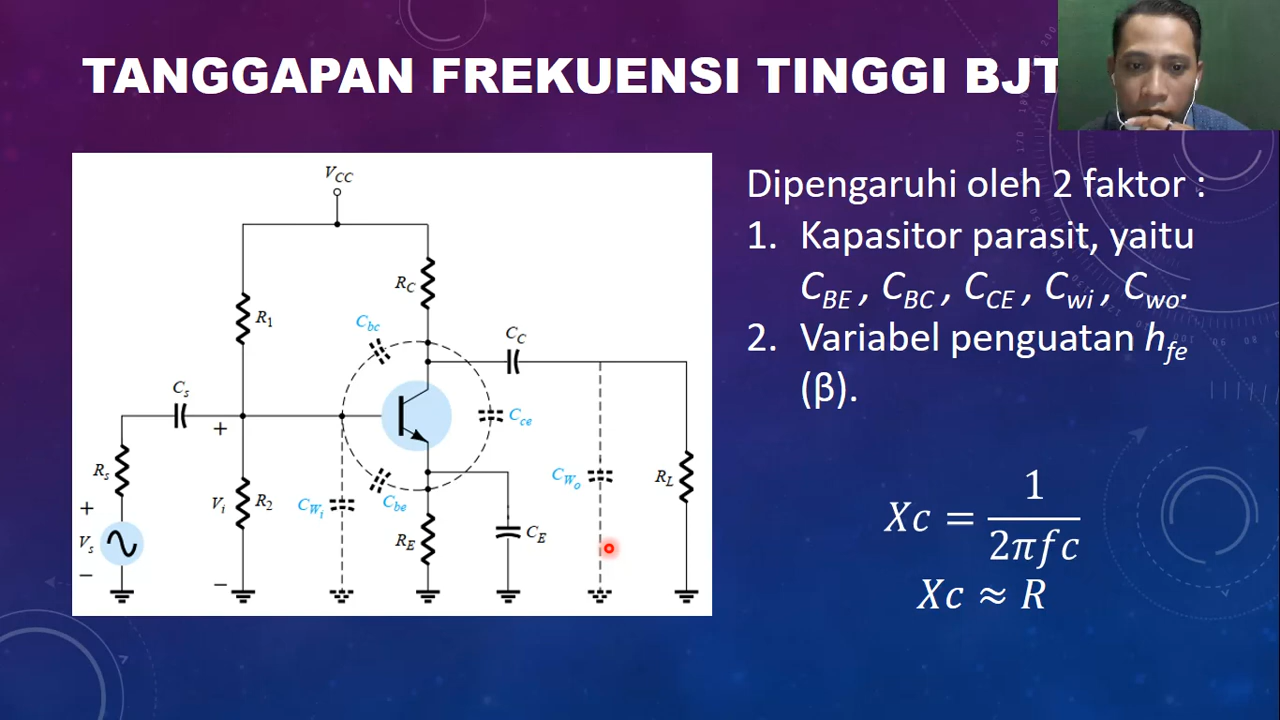 TANGGAPAN FREKUENSI TINGGI BJT
Dipengaruhi oleh 2 faktor :
1. Kapasitor parasit, yaitu
C_BE , C_BC , C_CE , C_wi , C_wo.
2. Variabel penguatan h_fe
(β).
Xc = 1/2πfc
Xc ≈ R
V_CC
R_C
R_1
C_bc
C_C
C_s
+
C_ce
R_s
+
V_s
−
V_i
R_2
−
C_Wi
C_be
R_E
C_E
C_Wo
R_L